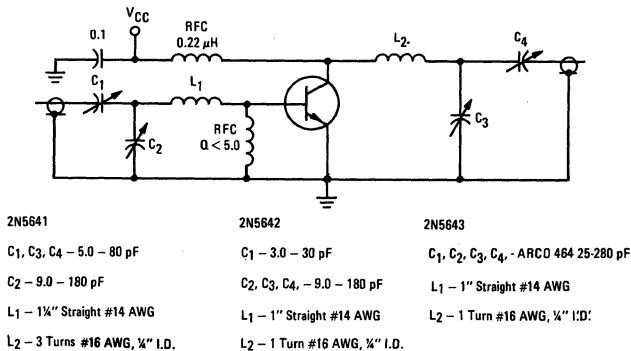 V_CC
RFC
0.22 μH
0.1
L₂.
C₄
C₁
L₁
C₂
RFC
Q < 5.0
C₃
2N5641
C₁, C₃, C₄ – 5.0 – 80 pF
C₂ – 9.0 – 180 pF
L₁ – 1¼" Straight #14 AWG
L₂ – 3 Turns #16 AWG, ¼" I.D.
2N5642
C₁ – 3.0 – 30 pF
C₂, C₃, C₄, – 9.0 – 180 pF
L₁ – 1" Straight #14 AWG
L₂ – 1 Turn #16 AWG, ¼" I.D.
2N5643
C₁, C₂, C₃, C₄, - ARCO 464 25-280 pF
L₁ – 1" Straight #14 AWG
L₂ – 1 Turn #16 AWG, ¼" I.D.